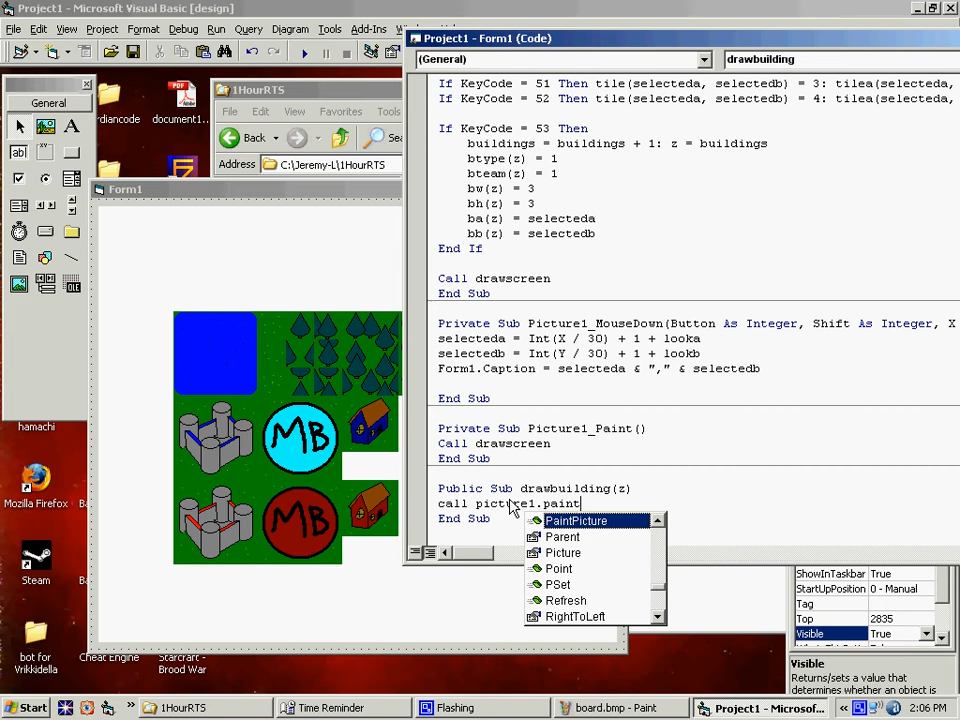 Project1 - Microsoft Visual Basic [design]
File Edit View Project Format Debug Run Query Diagram Tools Add-Ins
General
rdiancode
document1
1HourRTS
File Edit View Favorites Tools
Back
Sea
Address C:\Jeremy-L\1HourRTS
Form1
MB
MB
Project1 - Form1 (Code)
(General)
drawbuilding
If KeyCode = 51 Then tile(selecteda, selectedb) = 3: tilea(selecteda,
If KeyCode = 52 Then tile(selecteda, selectedb) = 4: tilea(selecteda,
If KeyCode = 53 Then
buildings = buildings + 1: z = buildings
btype(z) = 1
bteam(z) = 1
bw(z) = 3
bh(z) = 3
ba(z) = selecteda
bb(z) = selectedb
End If
Call drawscreen
End Sub
Private Sub Picture1_MouseDown(Button As Integer, Shift As Integer, X
selecteda = Int(X / 30) + 1 + looka
selectedb = Int(Y / 30) + 1 + lookb
Form1.Caption = selecteda & "," & selectedb
End Sub
Private Sub Picture1_Paint()
Call drawscreen
End Sub
Public Sub drawbuilding(z)
call picture1.paint
End Sub
PaintPicture
Parent
Picture
Point
PSet
Refresh
RightToLeft
ShowInTaskbar True
StartUpPosition 0 - Manual
Tag
Top 2835
Visible True
Visible
Returns/sets a value that
determines whether an object is
hamachi
Mozilla Firefox
Steam
bot for
Vrikkidella
Cheat Engine
Starcraft -
Brood War
Start
1HourRTS
Time Reminder
Flashing
board.bmp - Paint
Project1 - Microsoft...
2:06 PM